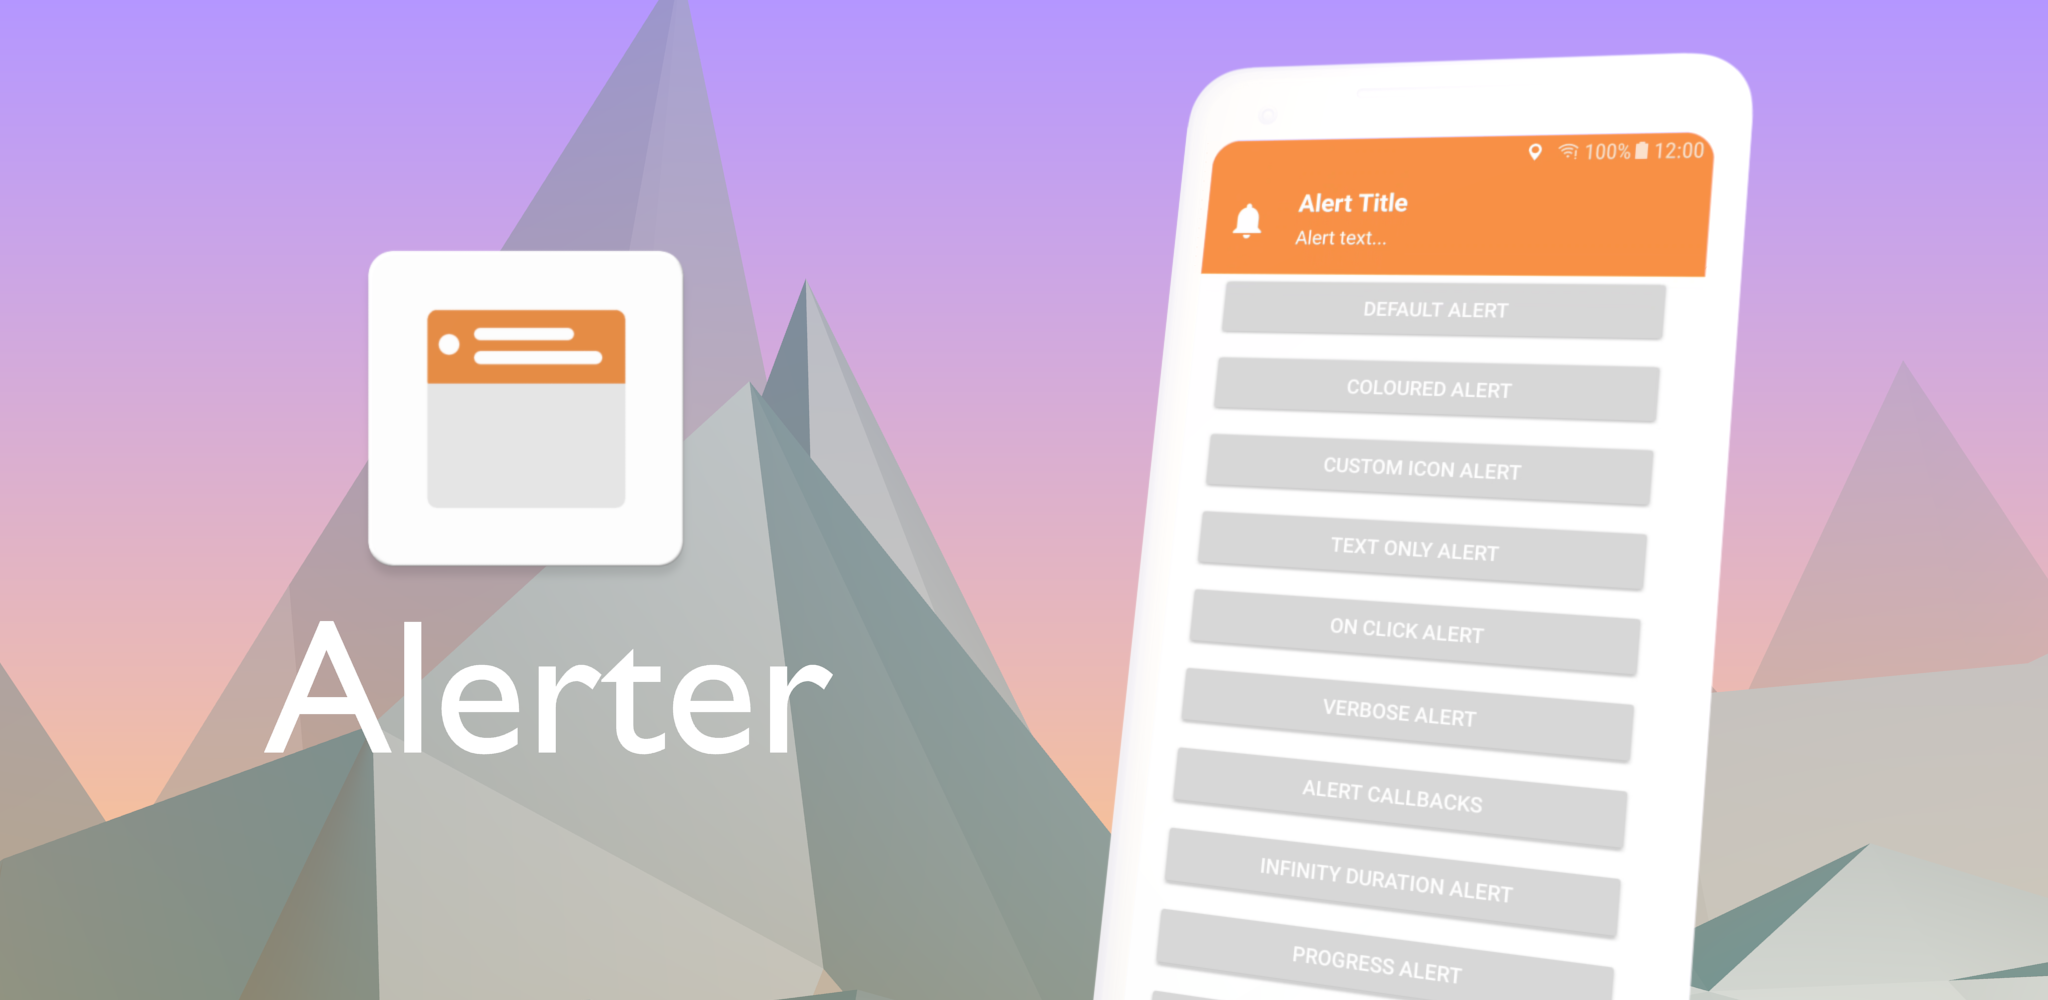 Alerter
100% 12:00
Alert Title
Alert text...
DEFAULT ALERT
COLOURED ALERT
CUSTOM ICON ALERT
TEXT ONLY ALERT
ON CLICK ALERT
VERBOSE ALERT
ALERT CALLBACKS
INFINITY DURATION ALERT
PROGRESS ALERT